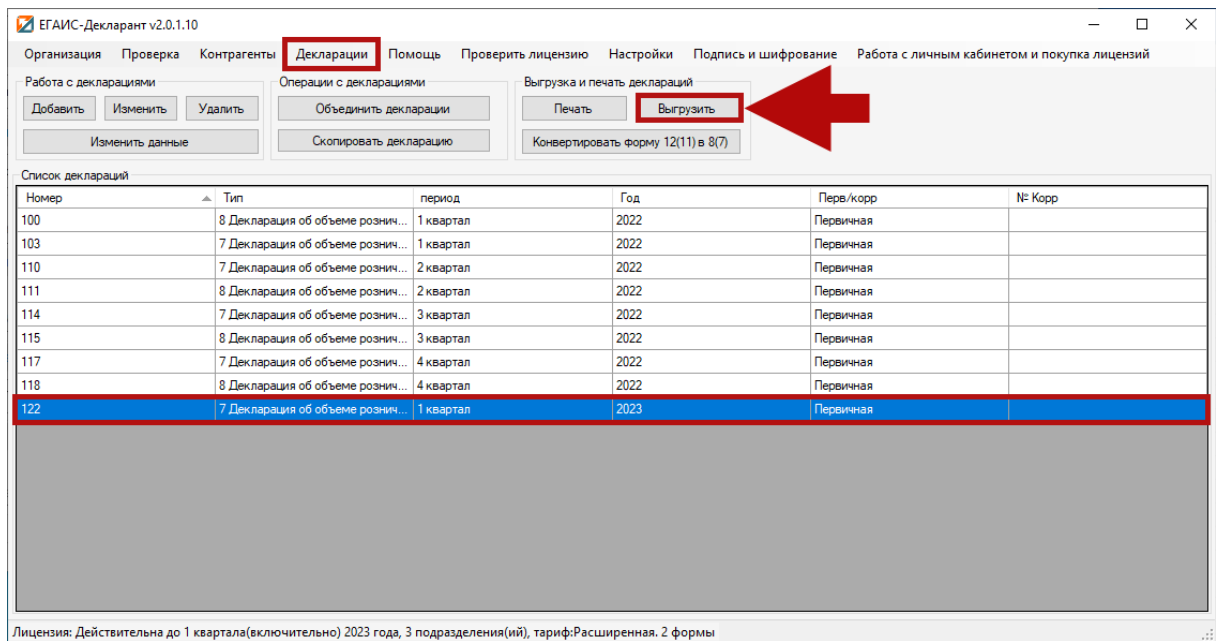 ЕГАИС-Декларант v2.0.1.10
Организация Проверка Контрагенты Декларации Помощь Проверить лицензию Настройки Подпись и шифрование Работа с личным кабинетом и покупка лицензий
Работа с декларациями Операции с декларациями Выгрузка и печать деклараций
Добавить Изменить Удалить Объединить декларации Печать Выгрузить
Изменить данные Скопировать декларацию Конвертировать форму 12(11) в 8(7)
Список деклараций
Номер Тип период Год Перв/корр № Корр
100 8 Декларация об объеме рознич... 1 квартал 2022 Первичная
103 7 Декларация об объеме рознич... 1 квартал 2022 Первичная
110 7 Декларация об объеме рознич... 2 квартал 2022 Первичная
111 8 Декларация об объеме рознич... 2 квартал 2022 Первичная
114 7 Декларация об объеме рознич... 3 квартал 2022 Первичная
115 8 Декларация об объеме рознич... 3 квартал 2022 Первичная
117 7 Декларация об объеме рознич... 4 квартал 2022 Первичная
118 8 Декларация об объеме рознич... 4 квартал 2022 Первичная
122 7 Декларация об объеме рознич... 1 квартал 2023 Первичная
Лицензия: Действительна до 1 квартала(включительно) 2023 года, 3 подразделения(ий), тариф:Расширенная. 2 формы